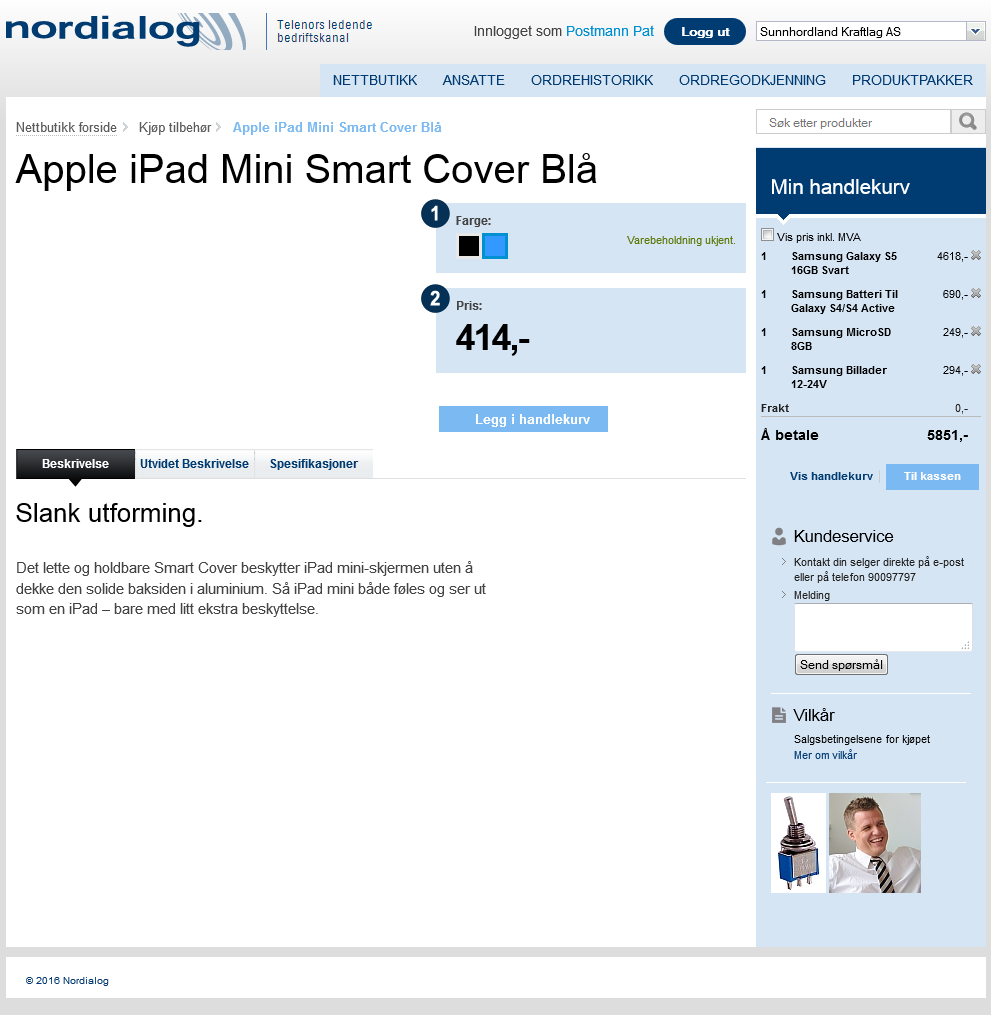 nordialog
Telenors ledende
bedriftskanal
Innlogget som Postmann Pat
Logg ut
Sunnhordland Kraftlag AS
NETTBUTIKK ANSATTE ORDREHISTORIKK ORDREGODKJENNING PRODUKTPAKKER
Nettbutikk forside Kjøp tilbehør Apple iPad Mini Smart Cover Blå
Apple iPad Mini Smart Cover Blå
1
Farge:
Varebeholdning ukjent.
2
Pris:
414,-
Legg i handlekurv
Beskrivelse Utvidet Beskrivelse Spesifikasjoner
Slank utforming.
Det lette og holdbare Smart Cover beskytter iPad mini-skjermen uten å
dekke den solide baksiden i aluminium. Så iPad mini både føles og ser ut
som en iPad – bare med litt ekstra beskyttelse.
Søk etter produkter
Min handlekurv
Vis pris inkl. MVA
1 Samsung Galaxy S5 4618,-
16GB Svart
1 Samsung Batteri Til 690,-
Galaxy S4/S4 Active
1 Samsung MicroSD 249,-
8GB
1 Samsung Billader 294,-
12-24V
Frakt 0,-
Å betale 5851,-
Vis handlekurv Til kassen
Kundeservice
Kontakt din selger direkte på e-post
eller på telefon 90097797
Melding
Send spørsmål
Vilkår
Salgsbetingelsene for kjøpet
Mer om vilkår
© 2016 Nordialog